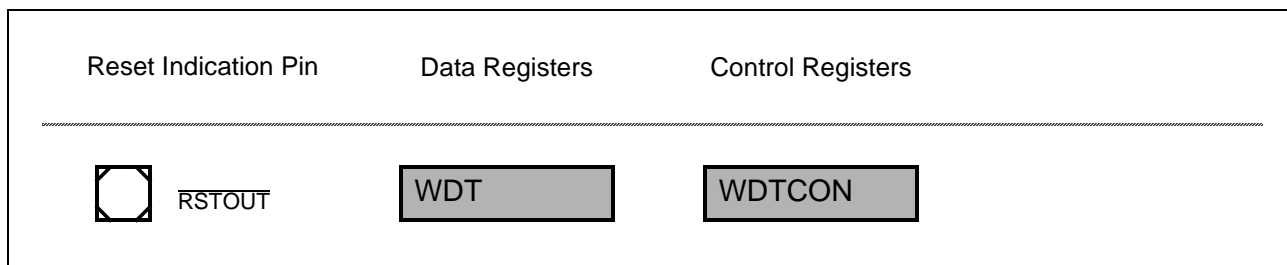 Reset Indication Pin Data Registers Control Registers
RSTOUT WDT WDTCON